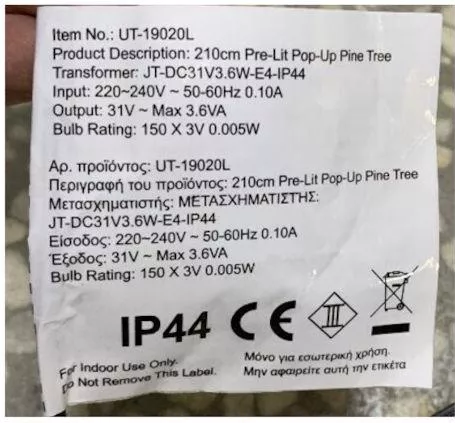 Item No.: UT-19020L
Product Description: 210cm Pre-Lit Pop-Up Pine Tree
Transformer: JT-DC31V3.6W-E4-IP44
Input: 220~240V ~ 50-60Hz 0.10A
Output: 31V ~ Max 3.6VA
Bulb Rating: 150 X 3V 0.005W
Αρ. προϊόντος: UT-19020L
Περιγραφή του προϊόντος: 210cm Pre-Lit Pop-Up Pine Tree
Μετασχηματιστής: ΜΕΤΑΣΧΗΜΑΤΙΣΤΗΣ:
JT-DC31V3.6W-E4-IP44
Είσοδος: 220~240V ~ 50-60Hz 0.10A
Έξοδος: 31V ~ Max 3.6VA
Bulb Rating: 150 X 3V 0.005W
IP44 CE III
For Indoor Use Only.
Do Not Remove This Label.
Μόνο για εσωτερική χρήση.
Μην αφαιρείτε αυτή την ετικέτα